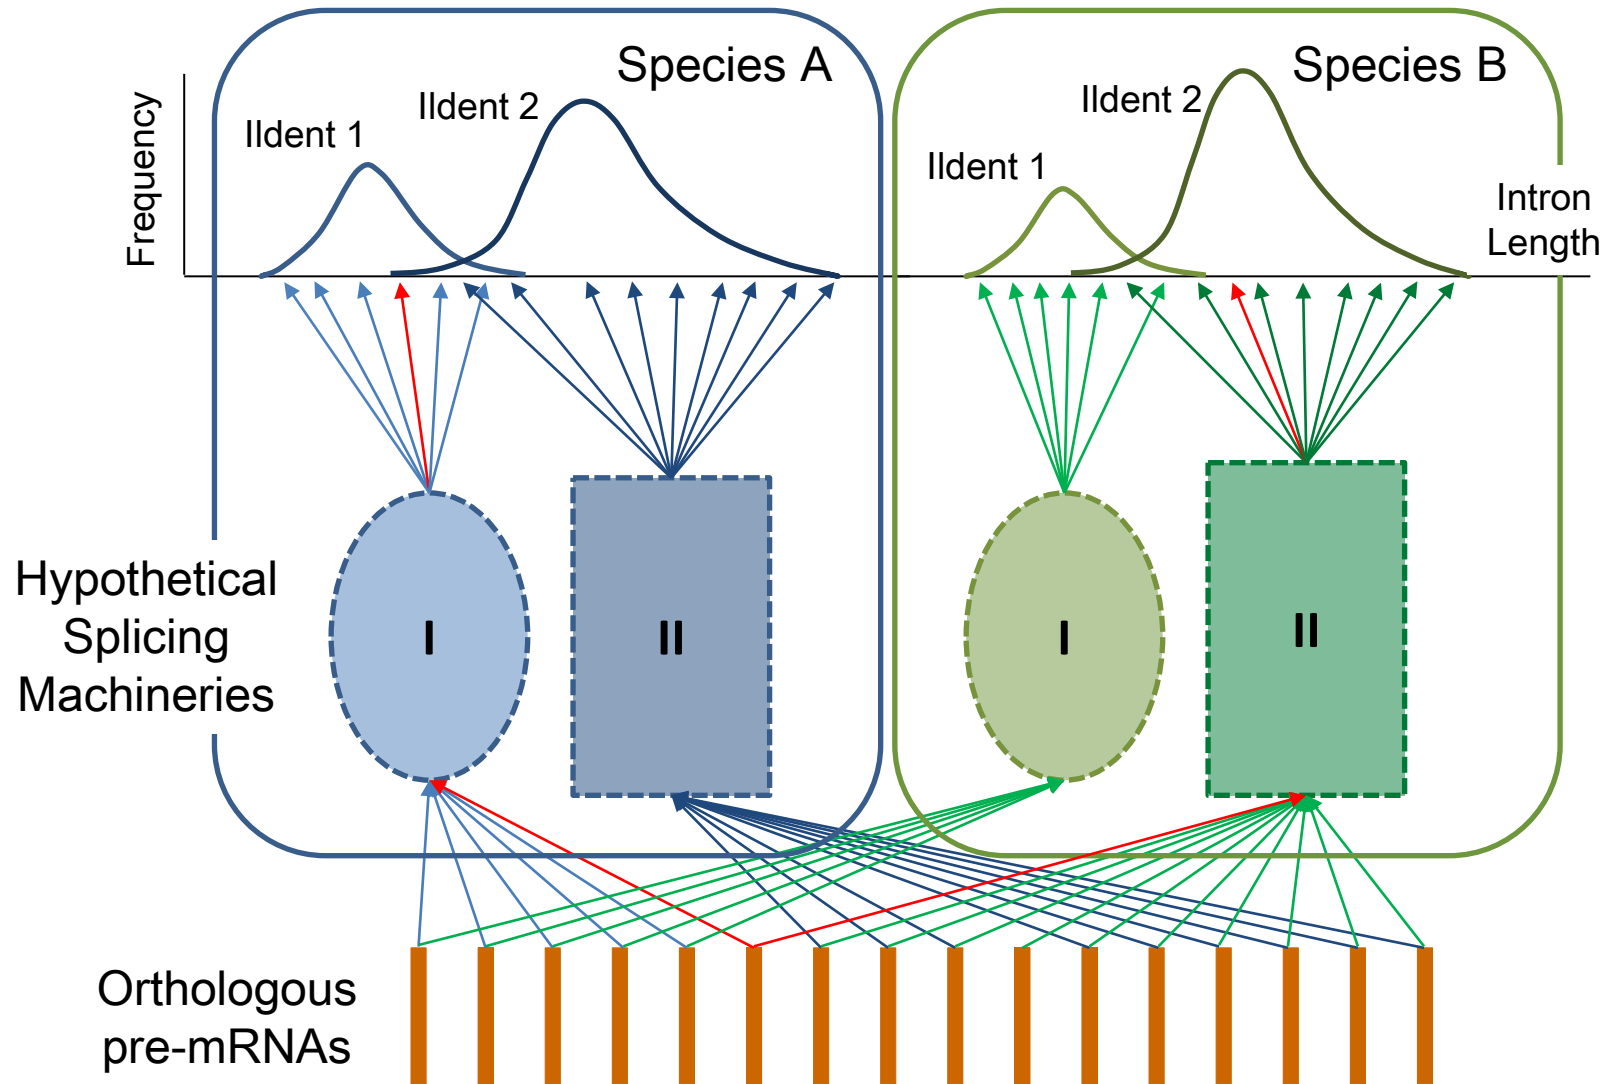 Species A
Species B
IIdent 1
IIdent 2
IIdent 1
IIdent 2
Frequency
Intron
Length
Hypothetical
Splicing
Machineries
I
II
I
II
Orthologous
pre-mRNAs